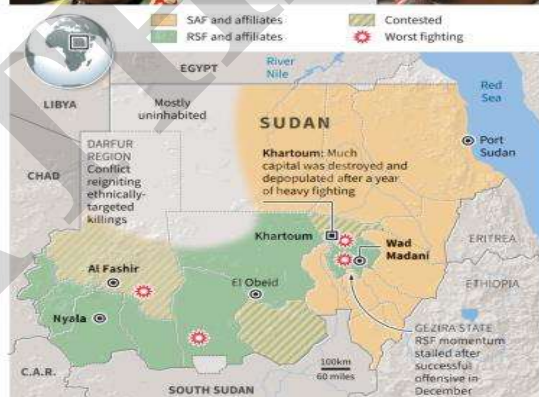 SAF and affiliates
Contested
RSF and affiliates
Worst fighting
EGYPT
River
Nile
Red
Sea
LIBYA
Mostly
uninhabited
SUDAN
Port
Sudan
DARFUR
REGION
Conflict
reigniting
ethnically-
targeted
killings
Khartoum: Much
capital was destroyed and
depopulated after a year
of heavy fighting
CHAD
Khartoum
Wad
Madani
ERITREA
Al Fashir
El Obeid
ETHIOPIA
Nyala
GEZIRA STATE
RSF momentum
stalled after
successful
offensive in
December
100km
60 miles
C.A.R.
SOUTH SUDAN